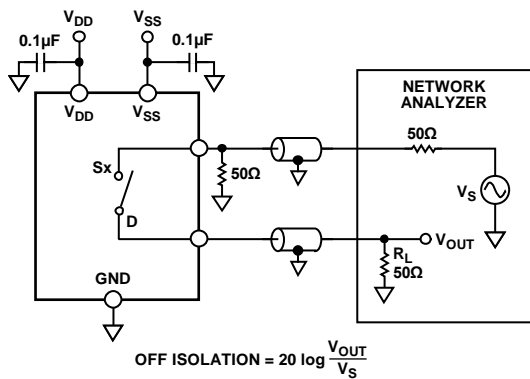 VDD
VSS
0.1µF
0.1µF
VDD
VSS
NETWORK
ANALYZER
50Ω
Sx
50Ω
VS
D
VOUT
RL
50Ω
GND
OFF ISOLATION = 20 log VOUT
VS